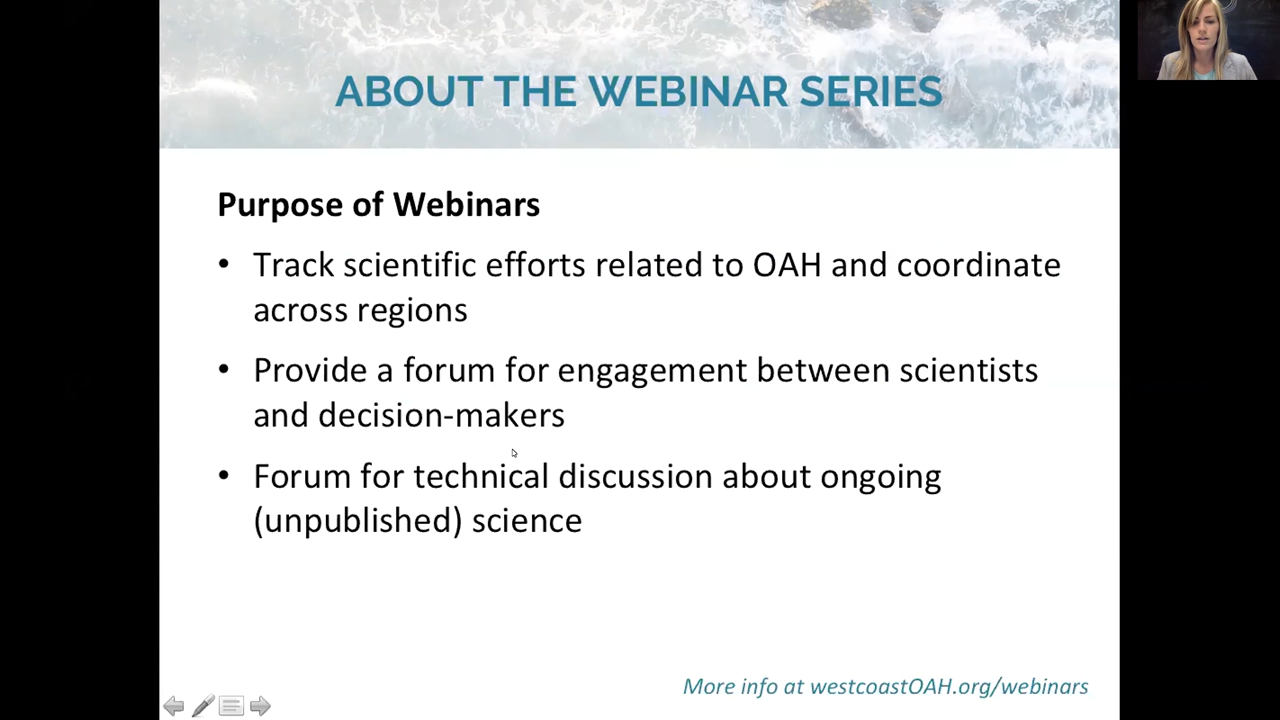 ABOUT THE WEBINAR SERIES
Purpose of Webinars
• Track scientific efforts related to OAH and coordinate
across regions
• Provide a forum for engagement between scientists
and decision-makers
• Forum for technical discussion about ongoing
(unpublished) science
More info at westcoastOAH.org/webinars